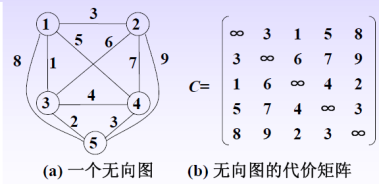 1 3 2
5 6
8 1 7 9
3 4 4
2 3
5
C=
∞ 3 1 5 8
3 ∞ 6 7 9
1 6 ∞ 4 2
5 7 4 ∞ 3
8 9 2 3 ∞
(a) 一个无向图
(b) 无向图的代价矩阵